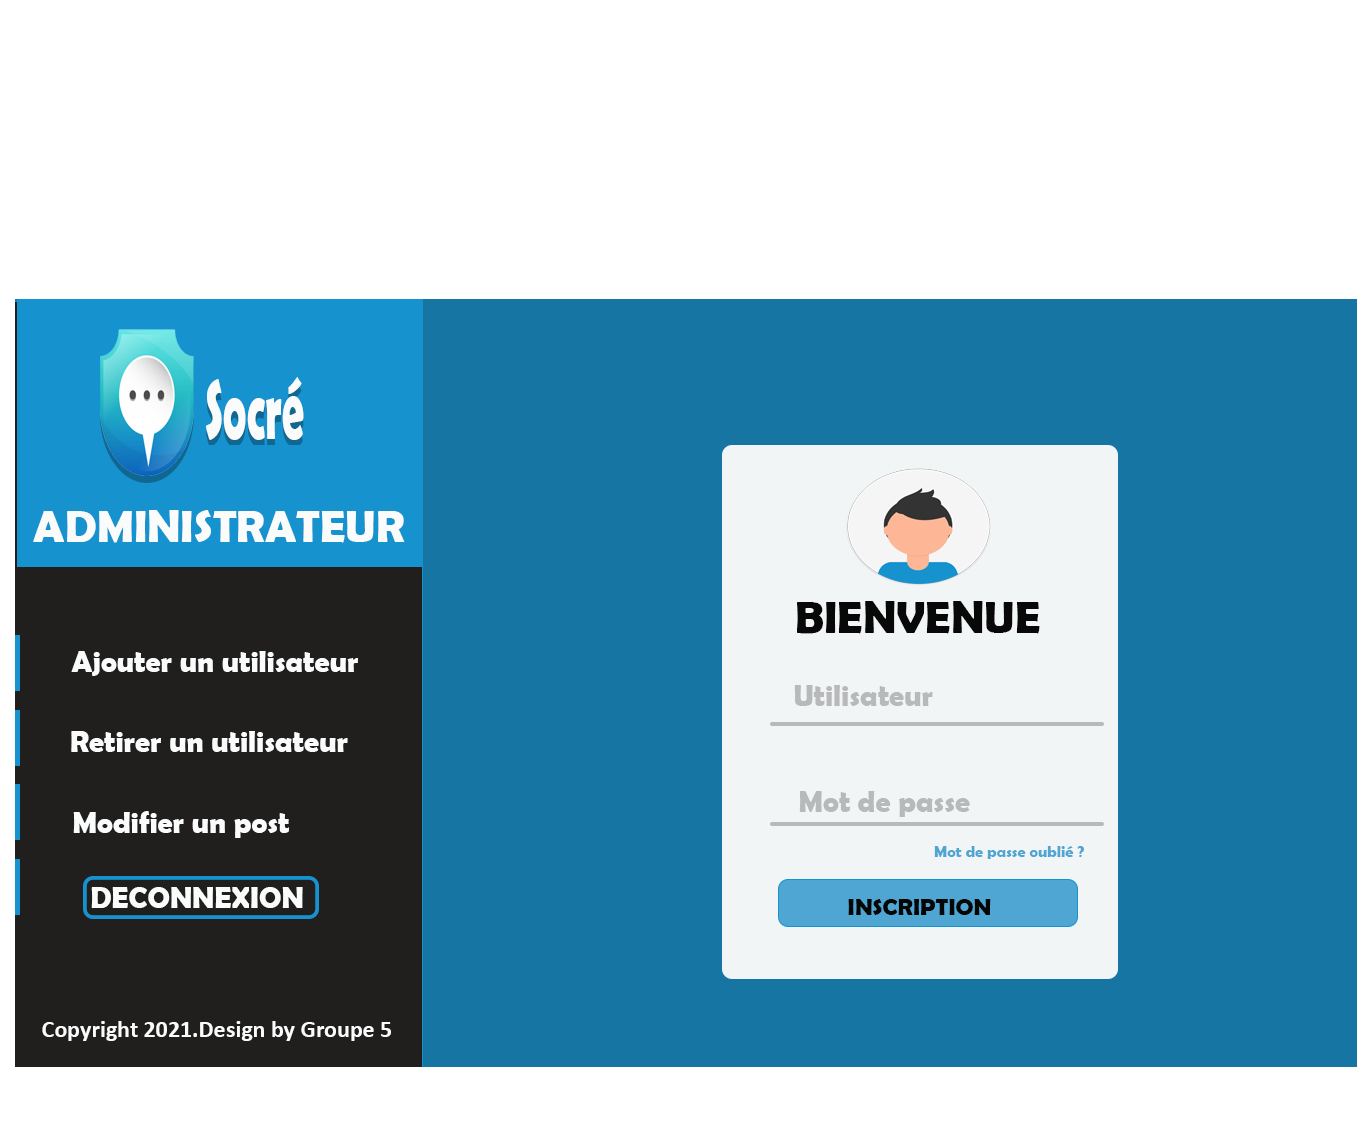 Socré
ADMINISTRATEUR
Ajouter un utilisateur
Retirer un utilisateur
Modifier un post
DECONNEXION
Copyright 2021.Design by Groupe 5
BIENVENUE
Utilisateur
Mot de passe
Mot de passe oublié ?
INSCRIPTION